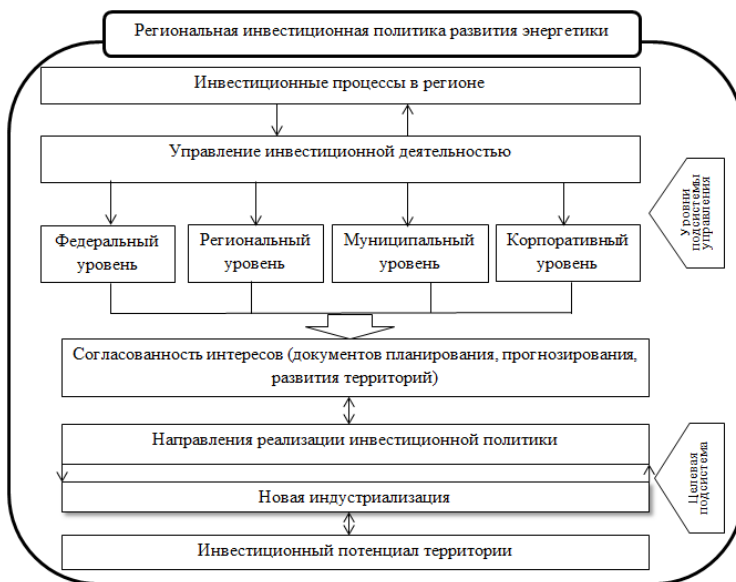 Региональная инвестиционная политика развития энергетики
Инвестиционные процессы в регионе
Управление инвестиционной деятельностью
Федеральный
уровень
Региональный
уровень
Муниципальный
уровень
Корпоративный
уровень
Уровни
подсистемы
управления
Согласованность интересов (документов планирования, прогнозирования,
развития территорий)
Направления реализации инвестиционной политики
Новая индустриализация
Целевая
подсистема
Инвестиционный потенциал территории